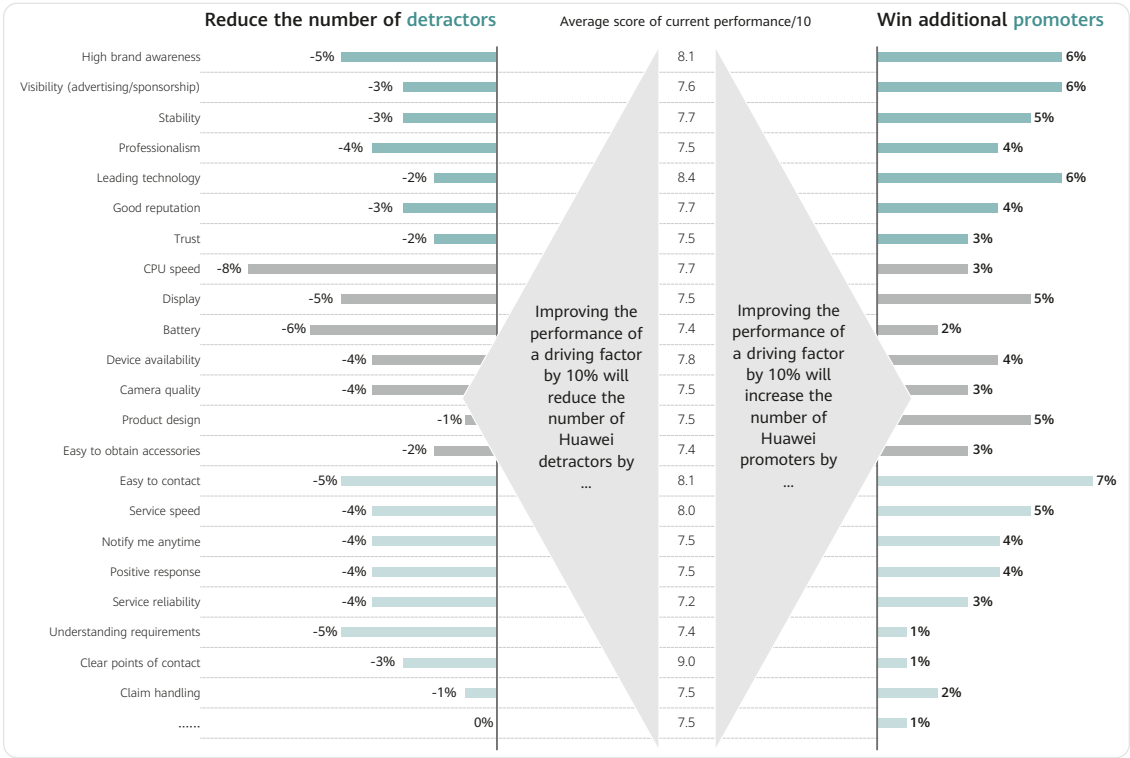 Reduce the number of detractors
Average score of current performance/10
Win additional promoters
High brand awareness -5% 8.1 6%
Visibility (advertising/sponsorship) -3% 7.6 6%
Stability -3% 7.7 5%
Professionalism -4% 7.5 4%
Leading technology -2% 8.4 6%
Good reputation -3% 7.7 4%
Trust -2% 7.5 3%
CPU speed -8% 7.7 3%
Display -5% 7.5 5%
Battery -6% 7.4 2%
Device availability -4% 7.8 4%
Camera quality -4% 7.5 3%
Product design -1% 7.5 5%
Easy to obtain accessories -2% 7.4 3%
Easy to contact -5% 8.1 7%
Service speed -4% 8.0 5%
Notify me anytime -4% 7.5 4%
Positive response -4% 7.5 4%
Service reliability -4% 7.2 3%
Understanding requirements -5% 7.4 1%
Clear points of contact -3% 9.0 1%
Claim handling -1% 7.5 2%
...... 0% 7.5 1%
Improving the
performance of
a driving factor
by 10% will
reduce the
number of
Huawei
detractors by
...
Improving the
performance of
a driving factor
by 10% will
increase the
number of
Huawei
promoters by
...